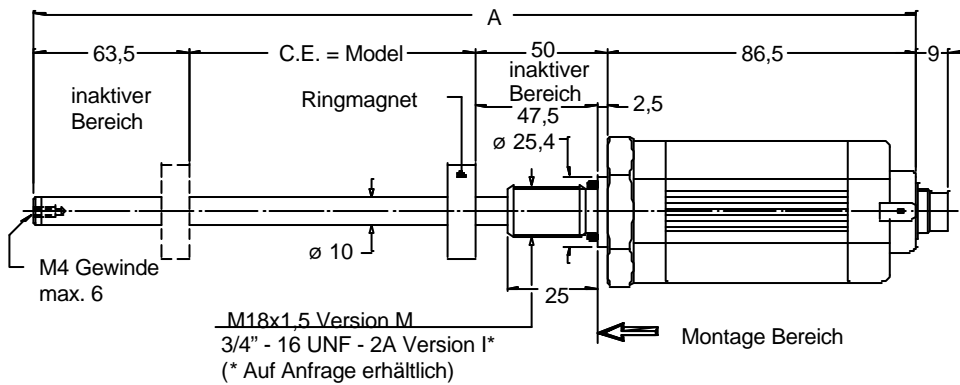 A
63,5
C.E. = Model
50
86,5
9
inaktiver
Bereich
Ringmagnet
inaktiver
Bereich
47,5
2,5
ø 25,4
ø 10
M4 Gewinde
max. 6
25
M18x1,5 Version M
3/4” - 16 UNF - 2A Version I*
(* Auf Anfrage erhältlich)
Montage Bereich